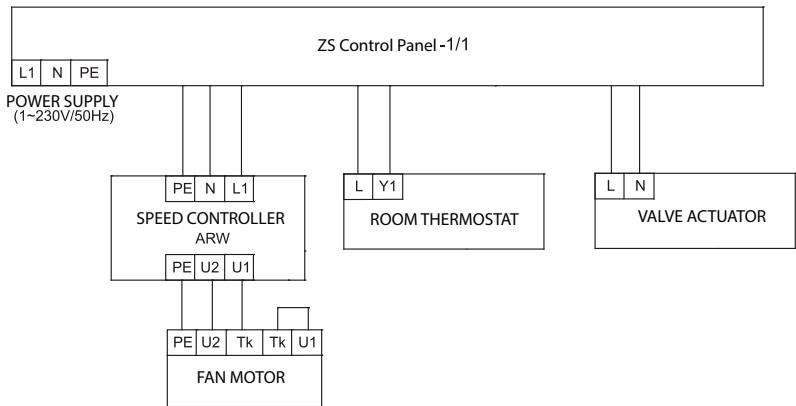 ZS Control Panel -1/1
L1 N PE
POWER SUPPLY
(1~230V/50Hz)
PE N L1
SPEED CONTROLLER
ARW
PE U2 U1
L Y1
ROOM THERMOSTAT
L N
VALVE ACTUATOR
PE U2 Tk Tk U1
FAN MOTOR